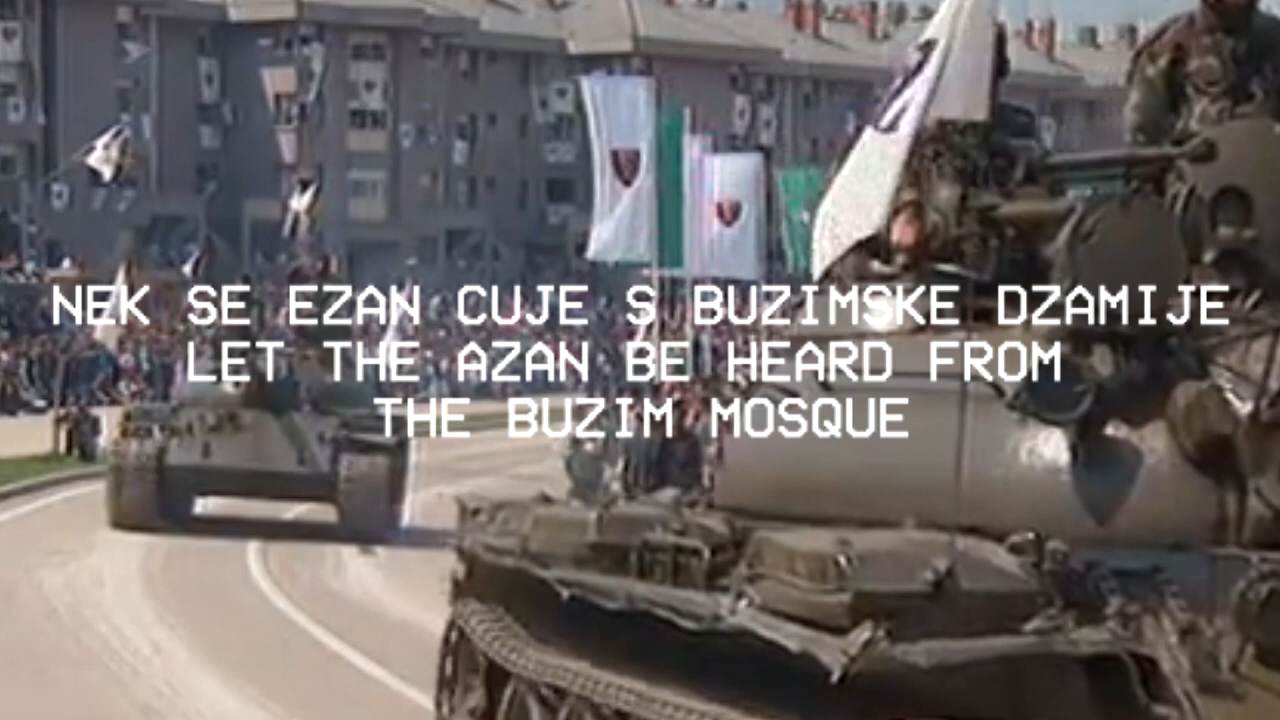 NEK SE EZAN CUJE S BUZIMSKE DZAMIJE
LET THE AZAN BE HEARD FROM
THE BUZIM MOSQUE